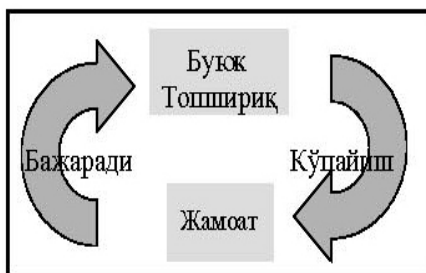 Буюк
Топшириқ
Бажаради
Кўпайиш
Жамоат